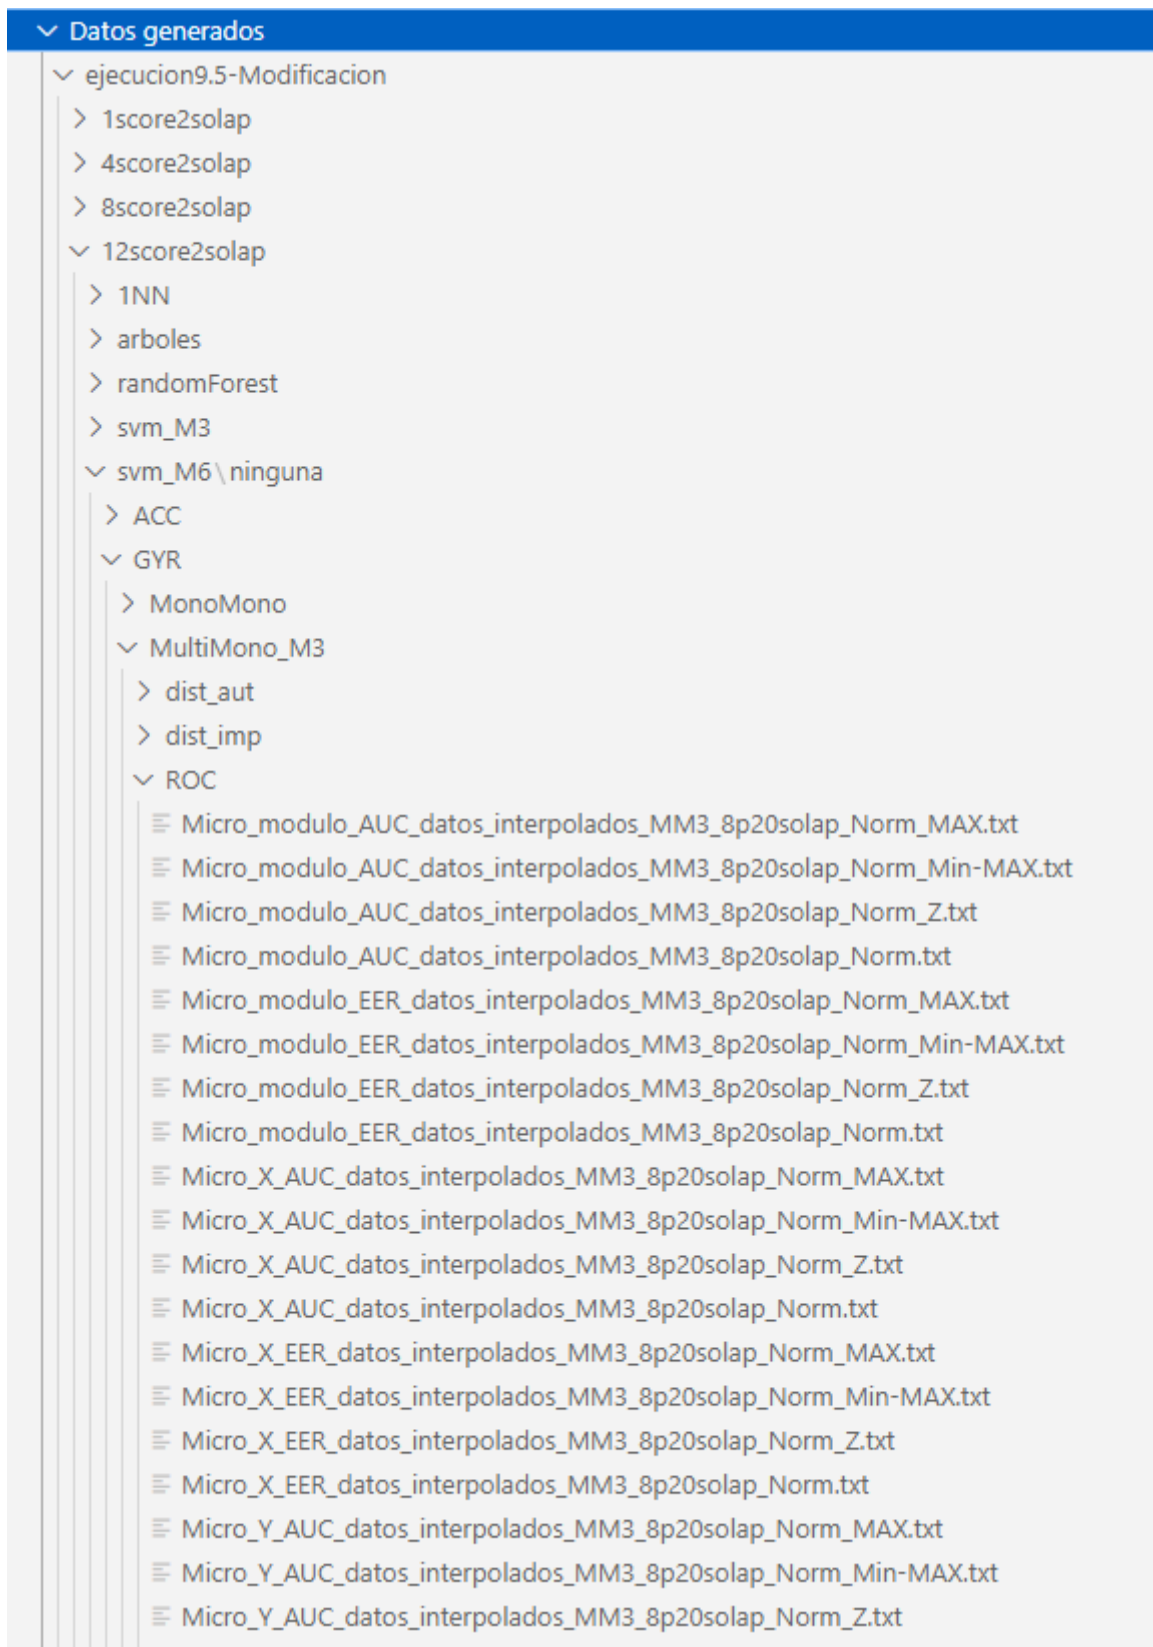 Datos generados
ejecucion9.5-Modificacion
1score2solap
4score2solap
8score2solap
12score2solap
1NN
arboles
randomForest
svm_M3
svm_M6\ninguna
ACC
GYR
MonoMono
MultiMono_M3
dist_aut
dist_imp
ROC
Micro_modulo_AUC_datos_interpolados_MM3_8p20solap_Norm_MAX.txt
Micro_modulo_AUC_datos_interpolados_MM3_8p20solap_Norm_Min-MAX.txt
Micro_modulo_AUC_datos_interpolados_MM3_8p20solap_Norm_Z.txt
Micro_modulo_AUC_datos_interpolados_MM3_8p20solap_Norm.txt
Micro_modulo_EER_datos_interpolados_MM3_8p20solap_Norm_MAX.txt
Micro_modulo_EER_datos_interpolados_MM3_8p20solap_Norm_Min-MAX.txt
Micro_modulo_EER_datos_interpolados_MM3_8p20solap_Norm_Z.txt
Micro_modulo_EER_datos_interpolados_MM3_8p20solap_Norm.txt
Micro_X_AUC_datos_interpolados_MM3_8p20solap_Norm_MAX.txt
Micro_X_AUC_datos_interpolados_MM3_8p20solap_Norm_Min-MAX.txt
Micro_X_AUC_datos_interpolados_MM3_8p20solap_Norm_Z.txt
Micro_X_AUC_datos_interpolados_MM3_8p20solap_Norm.txt
Micro_X_EER_datos_interpolados_MM3_8p20solap_Norm_MAX.txt
Micro_X_EER_datos_interpolados_MM3_8p20solap_Norm_Min-MAX.txt
Micro_X_EER_datos_interpolados_MM3_8p20solap_Norm_Z.txt
Micro_X_EER_datos_interpolados_MM3_8p20solap_Norm.txt
Micro_Y_AUC_datos_interpolados_MM3_8p20solap_Norm_MAX.txt
Micro_Y_AUC_datos_interpolados_MM3_8p20solap_Norm_Min-MAX.txt
Micro_Y_AUC_datos_interpolados_MM3_8p20solap_Norm_Z.txt